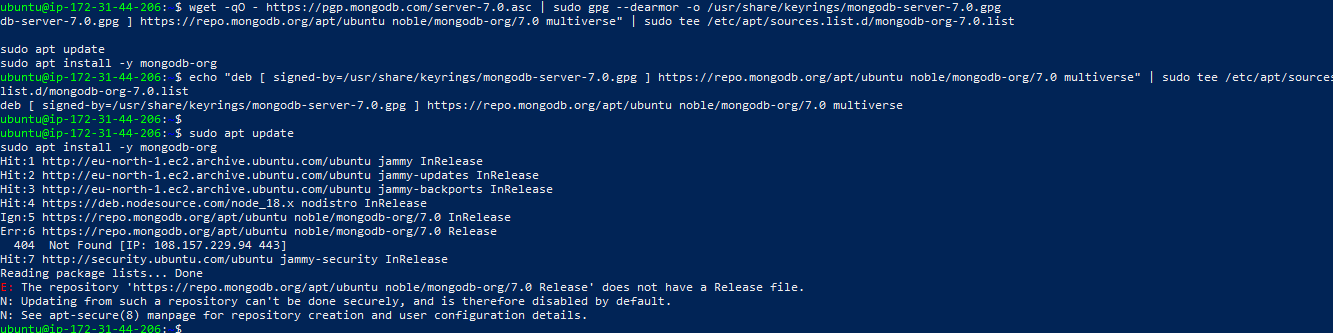 ubuntu@ip-172-31-44-206: $ wget -qO - https://pgp.mongodb.com/server-7.0.asc | sudo gpg --dearmor -o /usr/share/keyrings/mongodb-server-7.0.gpg
db-server-7.0.gpg ] https://repo.mongodb.org/apt/ubuntu noble/mongodb-org/7.0 multiverse" | sudo tee /etc/apt/sources.list.d/mongodb-org-7.0.list
sudo apt update
sudo apt install -y mongodb-org
ubuntu@ip-172-31-44-206: $ echo "deb [ signed-by=/usr/share/keyrings/mongodb-server-7.0.gpg ] https://repo.mongodb.org/apt/ubuntu noble/mongodb-org/7.0 multiverse" | sudo tee /etc/apt/sources
list.d/mongodb-org-7.0.list
deb [ signed-by=/usr/share/keyrings/mongodb-server-7.0.gpg ] https://repo.mongodb.org/apt/ubuntu noble/mongodb-org/7.0 multiverse
ubuntu@ip-172-31-44-206: $
ubuntu@ip-172-31-44-206: $ sudo apt update
sudo apt install -y mongodb-org
Hit:1 http://eu-north-1.ec2.archive.ubuntu.com/ubuntu jammy InRelease
Hit:2 http://eu-north-1.ec2.archive.ubuntu.com/ubuntu jammy-updates InRelease
Hit:3 http://eu-north-1.ec2.archive.ubuntu.com/ubuntu jammy-backports InRelease
Hit:4 https://deb.nodesource.com/node_18.x nodistro InRelease
Ign:5 https://repo.mongodb.org/apt/ubuntu noble/mongodb-org/7.0 InRelease
Err:6 https://repo.mongodb.org/apt/ubuntu noble/mongodb-org/7.0 Release
404 Not Found [IP: 108.157.229.94 443]
Hit:7 http://security.ubuntu.com/ubuntu jammy-security InRelease
Reading package lists... Done
E: The repository 'https://repo.mongodb.org/apt/ubuntu noble/mongodb-org/7.0 Release' does not have a Release file.
N: Updating from such a repository can't be done securely, and is therefore disabled by default.
N: See apt-secure(8) manpage for repository creation and user configuration details.
ubuntu@ip-172-31-44-206: $